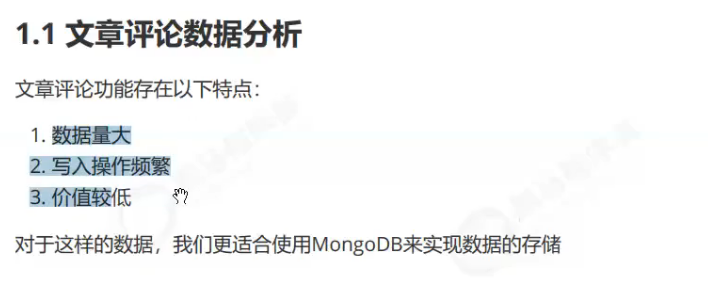 1.1 文章评论数据分析
文章评论功能存在以下特点：
1. 数据量大
2. 写入操作频繁
3. 价值较低
对于这样的数据，我们更适合使用MongoDB来实现数据的存储